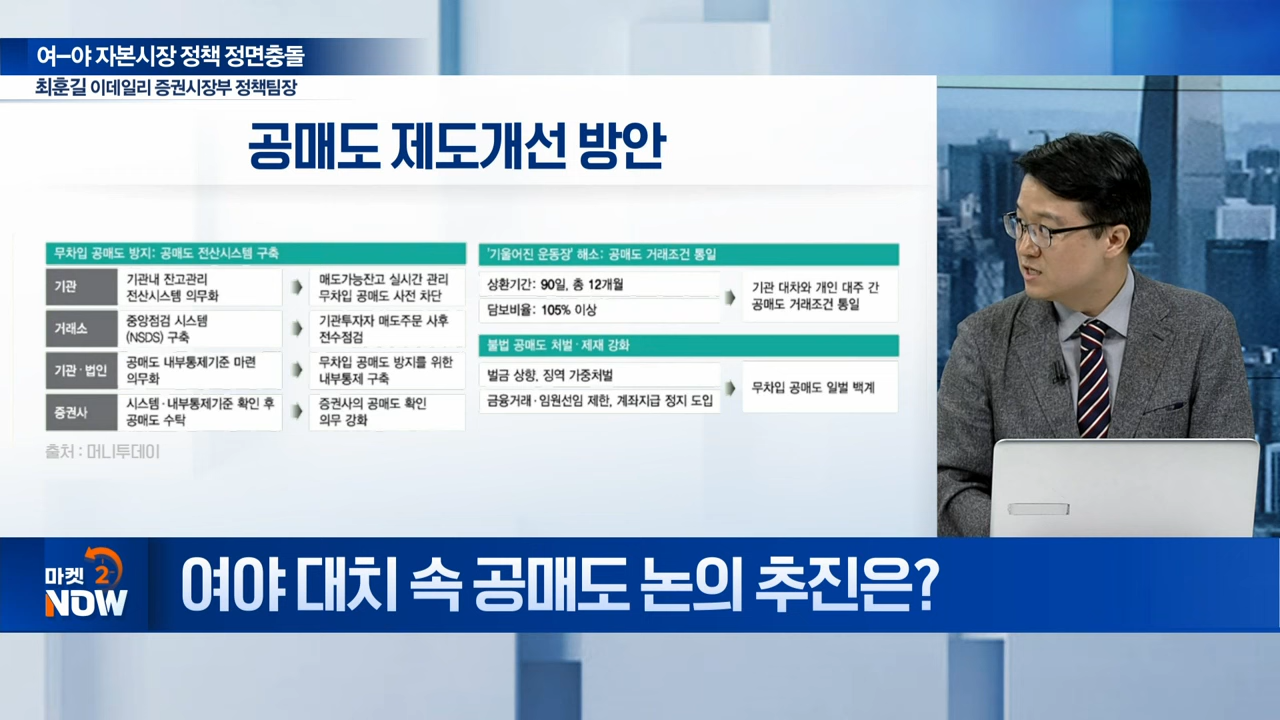 여-야 자본시장 정책 정면충돌
최훈길 이데일리 증권시장부 정책팀장
공매도 제도개선 방안
무차입 공매도 방지: 공매도 전산시스템 구축
기관
기관내 잔고관리
전산시스템 의무화
매도가능잔고 실시간 관리
무차입 공매도 사전 차단
거래소
중앙점검 시스템
(NSDS) 구축
기관투자자 매도주문 사후
전수점검
기관·법인
공매도 내부통제기준 마련
의무화
무차입 공매도 방지를 위한
내부통제 구축
증권사
시스템·내부통제기준 확인 후
공매도 수탁
증권사의 공매도 확인
의무 강화
'기울어진 운동장' 해소: 공매도 거래조건 통일
상환기간: 90일, 총 12개월
담보비율: 105% 이상
기관 대차와 개인 대주 간
공매도 거래조건 통일
불법 공매도 처벌·제재 강화
벌금 상향, 징역 가중처벌
금융거래·임원선임 제한, 계좌지급 정지 도입
무차입 공매도 일벌 백계
출처 : 머니투데이
마켓 2
NOW
여야 대치 속 공매도 논의 추진은?